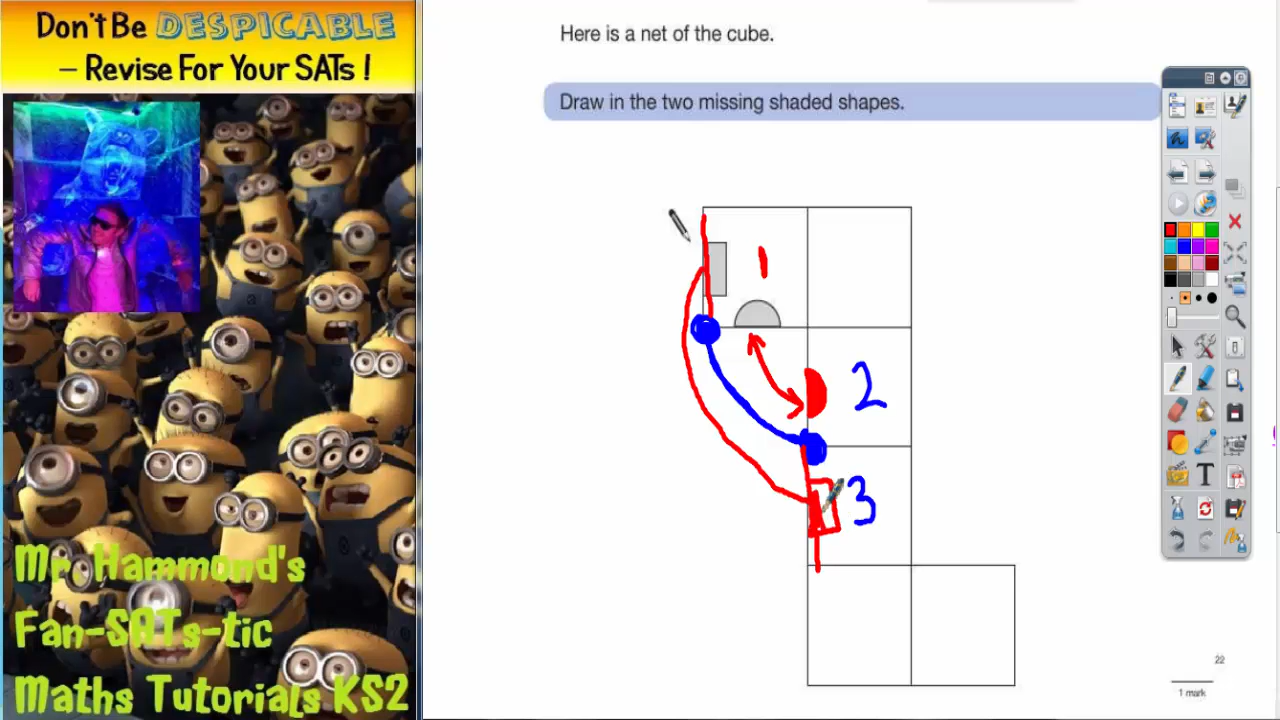 Don't Be DESPICABLE
– Revise For Your SATs !
Mr. Hammond's
Fan-SATs-tic
Maths Tutorials KS2
Here is a net of the cube.
Draw in the two missing shaded shapes.
1
2
3
22
1 mark
T